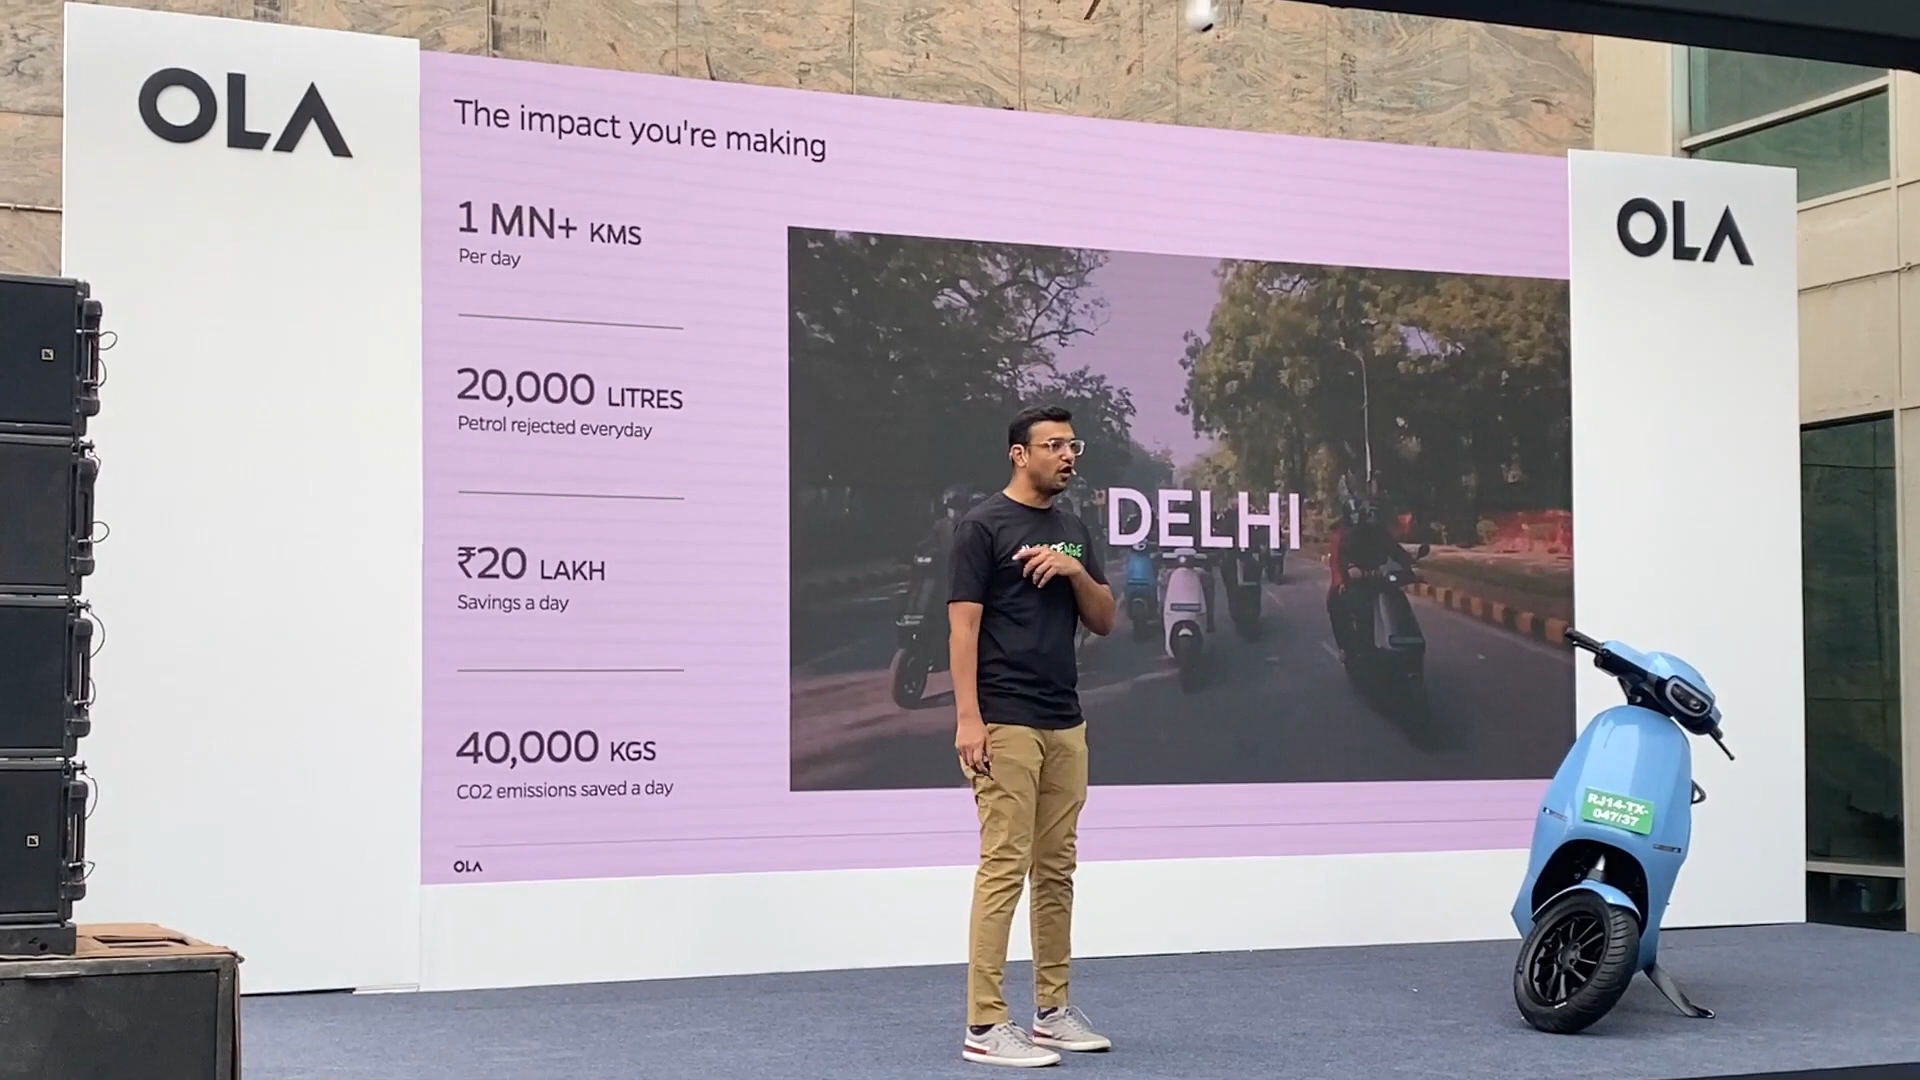 OLA
The impact you're making
1 MN+ KMS
Per day
20,000 LITRES
Petrol rejected everyday
₹20 LAKH
Savings a day
40,000 KGS
CO2 emissions saved a day
OLA
DELHI
OLA
RJ14-TX-
047/37